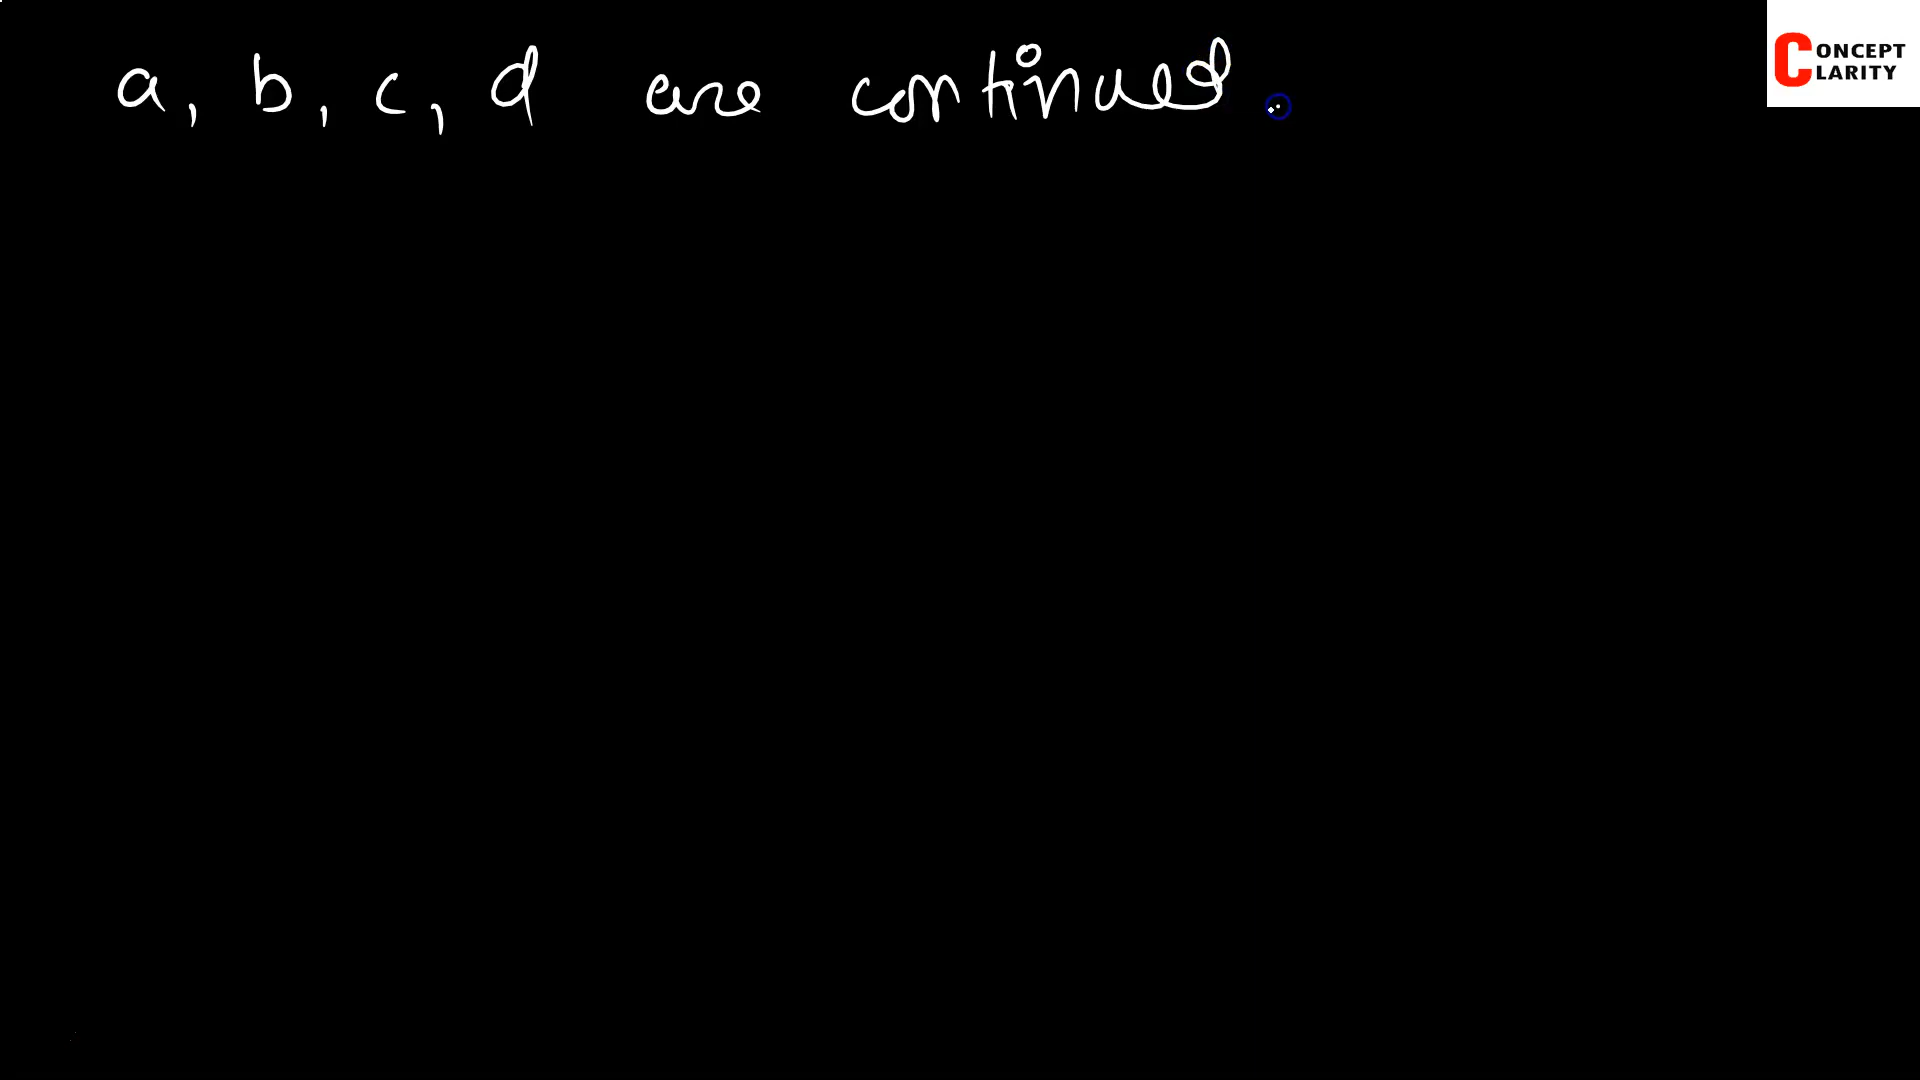 a, b, c, d are continued
CONCEPT
CLARITY